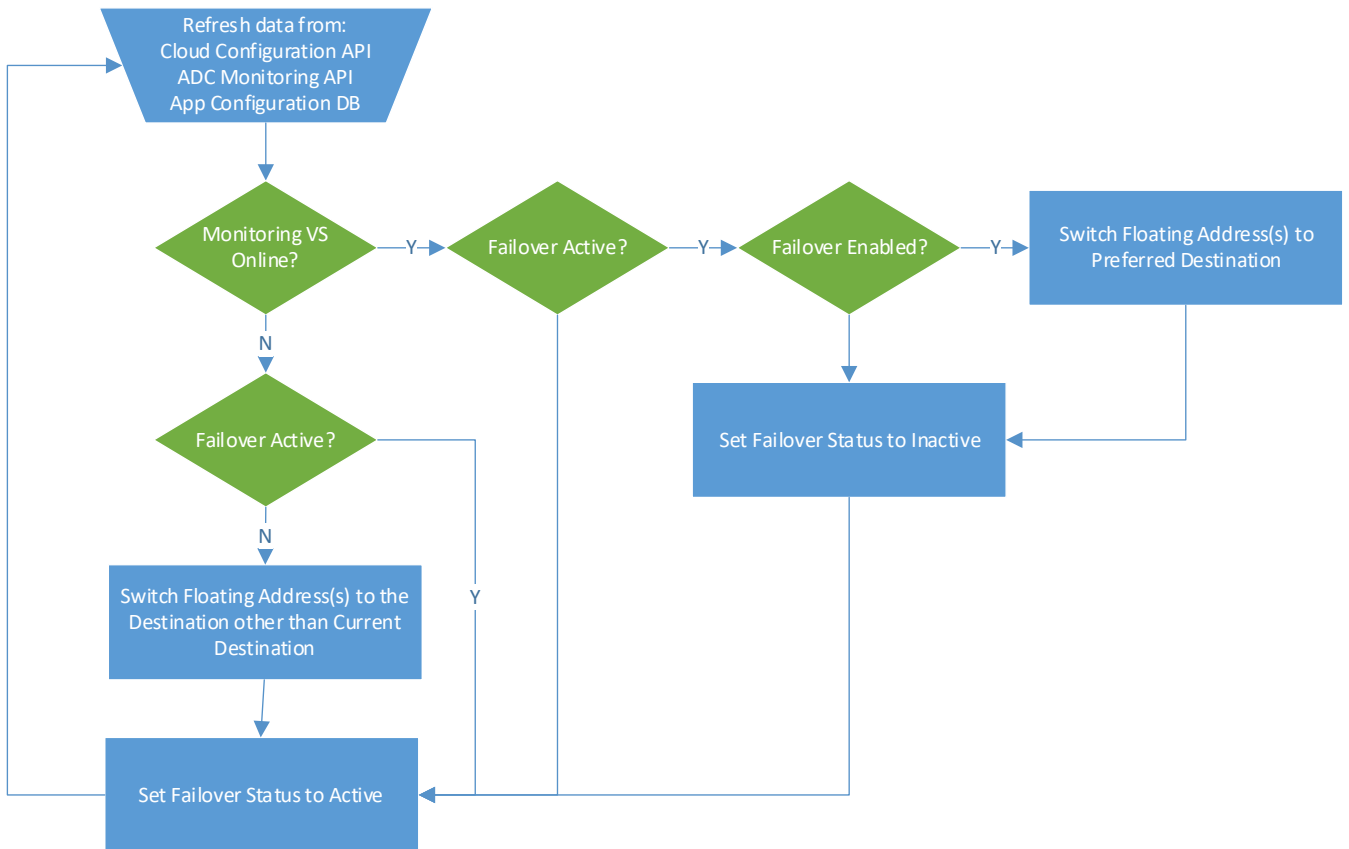 Refresh data from:
Cloud Configuration API
ADC Monitoring API
App Configuration DB
Monitoring VS
Online?
Y
Failover Active?
Y
Failover Enabled?
Y
Switch Floating Address(s) to
Preferred Destination
N
Failover Active?
Set Failover Status to Inactive
N
Switch Floating Address(s) to the
Destination other than Current
Destination
Y
Set Failover Status to Active